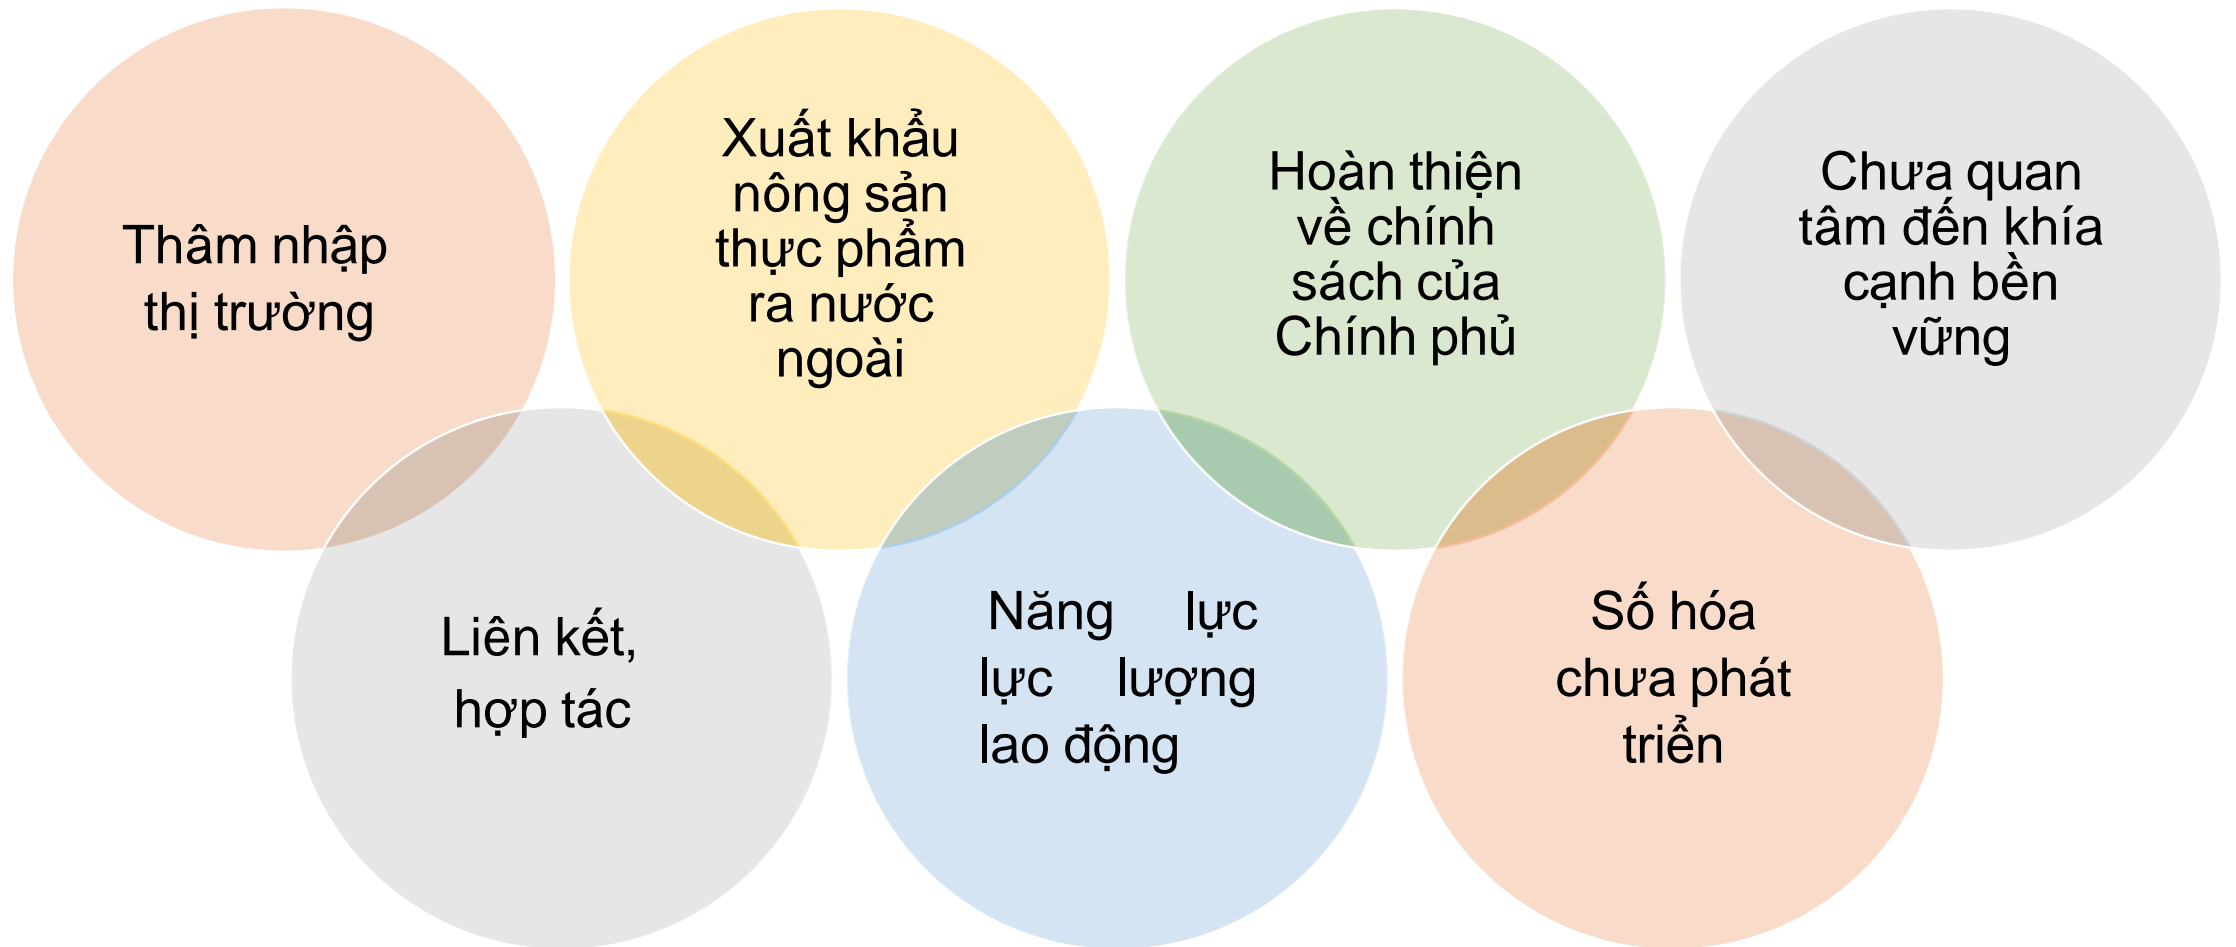 Thâm nhập
thị trường
Xuất khẩu
nông sản
thực phẩm
ra nước
ngoài
Hoàn thiện
về chính
sách của
Chính phủ
Chưa quan
tâm đến khía
cạnh bền
vững
Liên kết,
hợp tác
Năng lực
lực lượng
lao động
Số hóa
chưa phát
triển